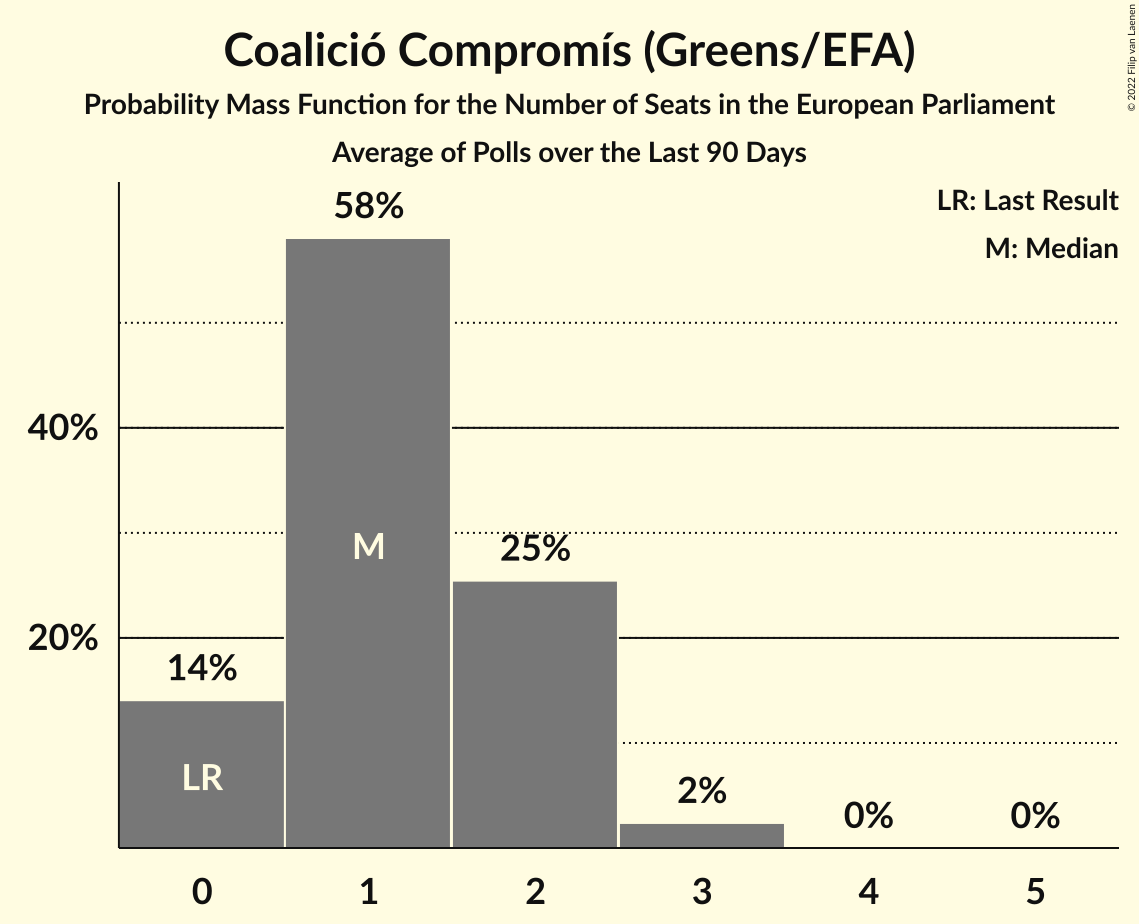 Coalició Compromís (Greens/EFA)
Probability Mass Function for the Number of Seats in the European Parliament
Average of Polls over the Last 90 Days
© 2022 Filip van Laenen
LR: Last Result
M: Median
58%
40%
M
25%
20%
14%
LR
2%
0%
0%
0 1 2 3 4 5